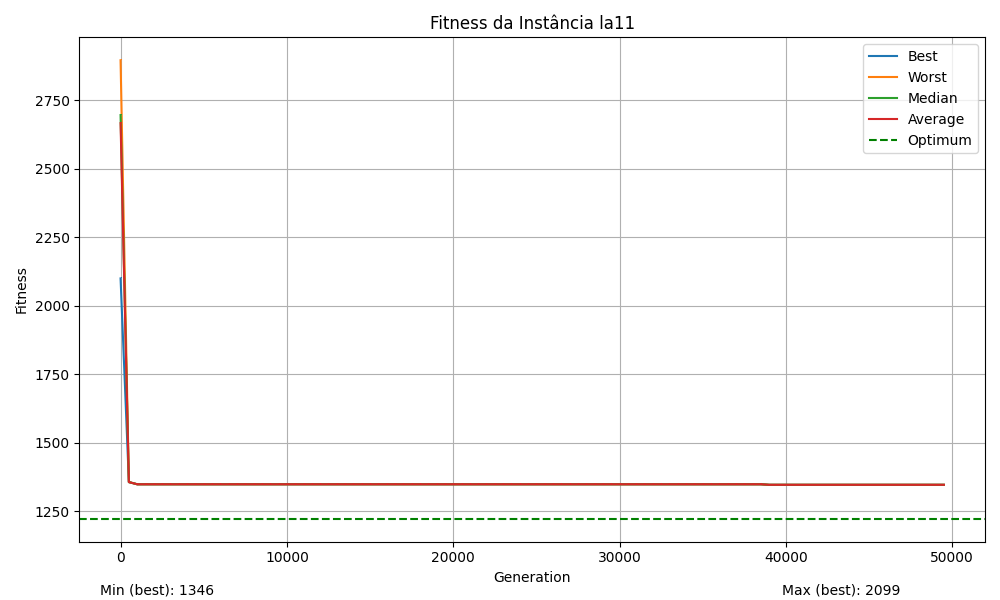 Fitness da Instância la11
Best
Worst
Median
Average
Optimum
Fitness
2750
2500
2250
2000
1750
1500
1250
0 10000 20000 30000 40000 50000
Generation
Min (best): 1346 Max (best): 2099